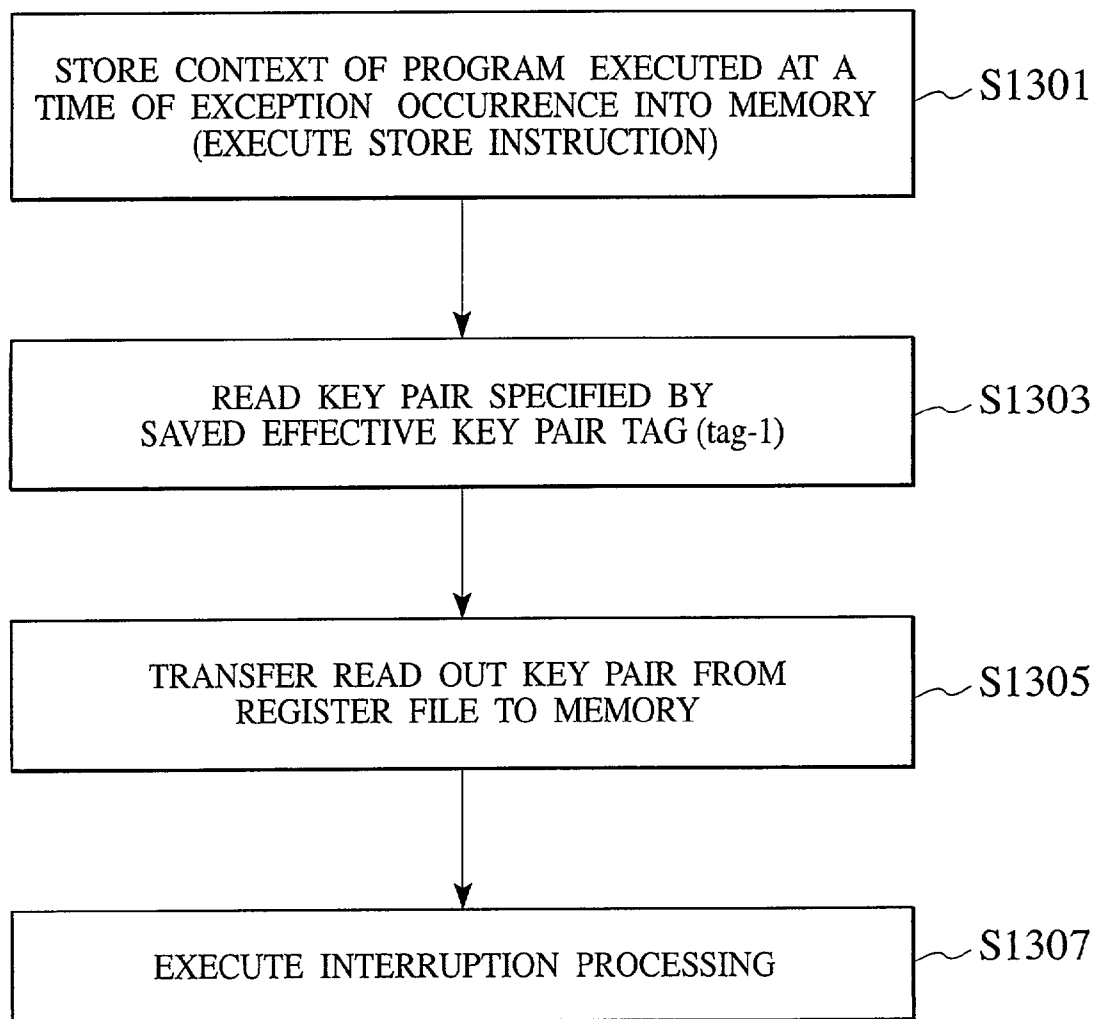 STORE CONTEXT OF PROGRAM EXECUTED AT A
TIME OF EXCEPTION OCCURRENCE INTO MEMORY
(EXECUTE STORE INSTRUCTION)
S1301
READ KEY PAIR SPECIFIED BY
SAVED EFFECTIVE KEY PAIR TAG (tag-1)
S1303
TRANSFER READ OUT KEY PAIR FROM
REGISTER FILE TO MEMORY
S1305
EXECUTE INTERRUPTION PROCESSING
S1307